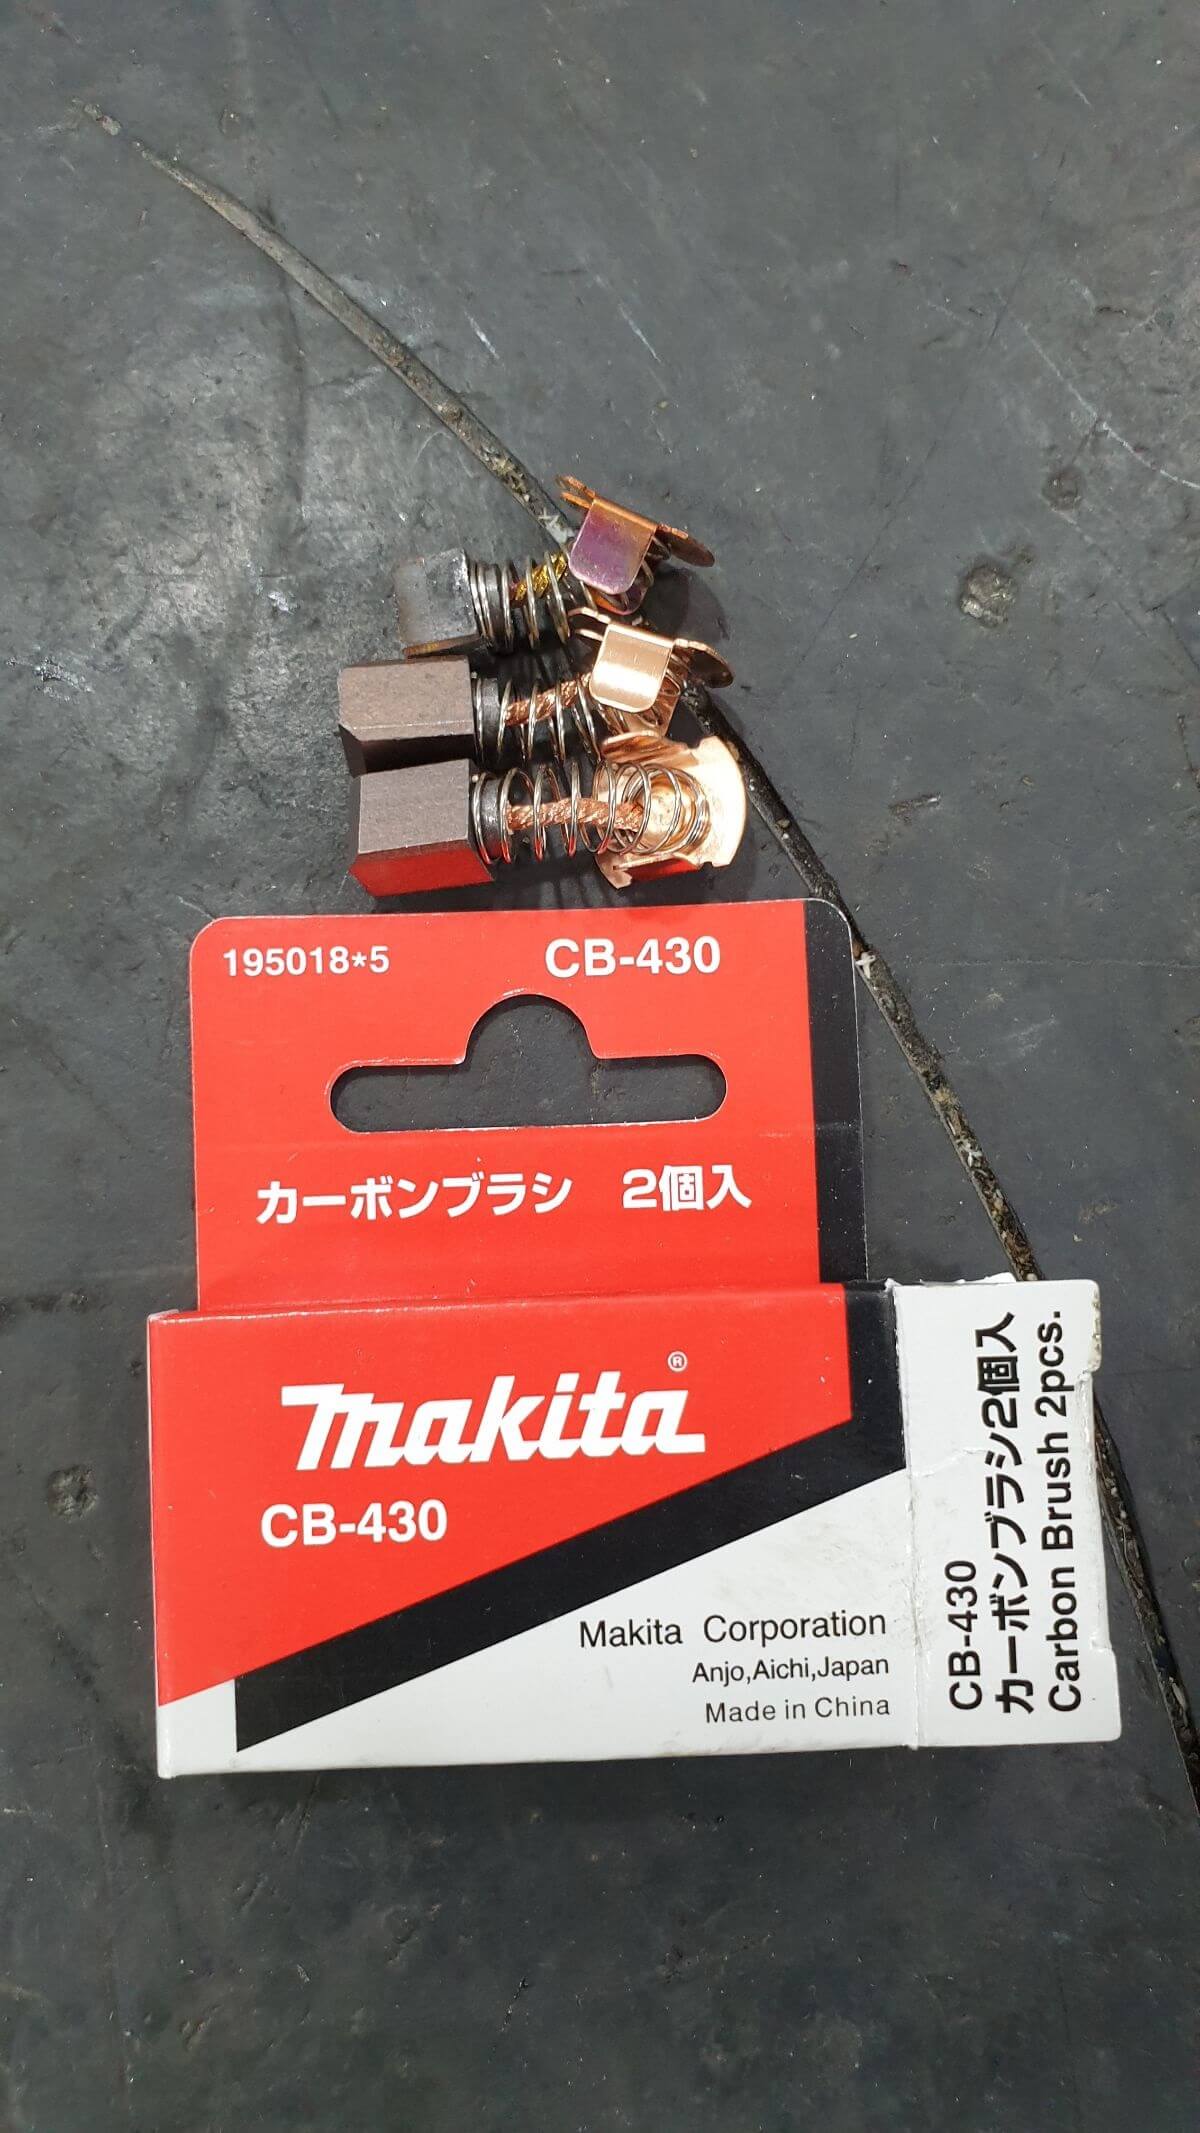 195018*5 CB-430
カーボンブラシ 2個入
makita®
CB-430
Makita Corporation
Anjo,Aichi,Japan
Made in China
CB-430
カーボンブラシ2個入
Carbon Brush 2pcs.